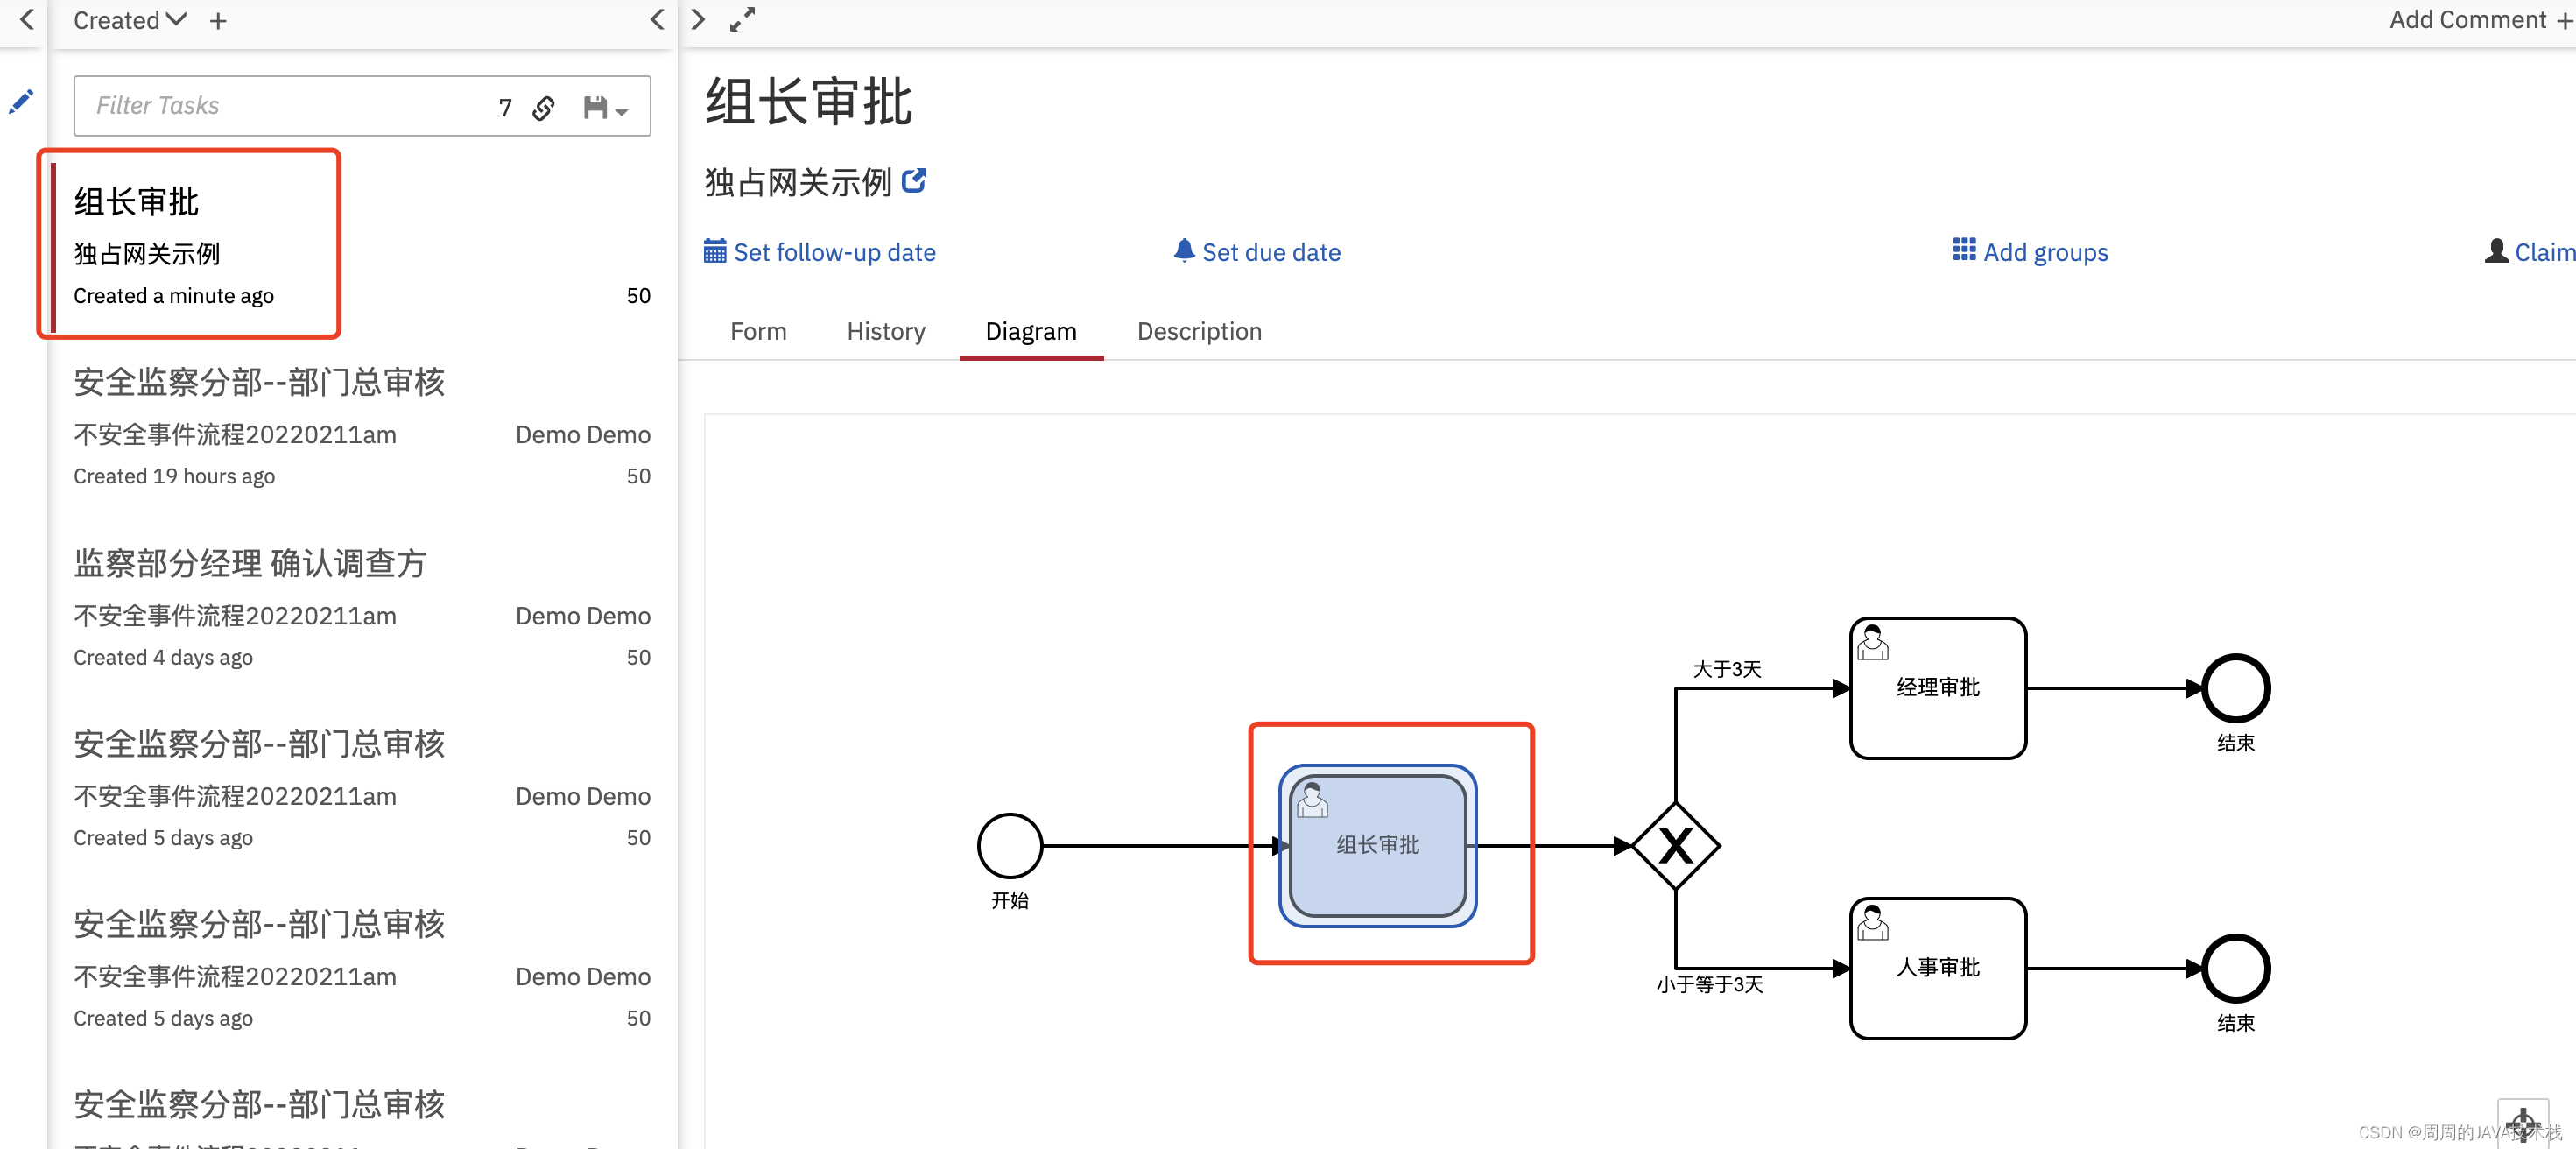 Created
Add Comment
Filter Tasks
7
组长审批
独占网关示例
Created a minute ago
50
安全监察分部--部门总审核
不安全事件流程20220211am
Demo Demo
Created 19 hours ago
50
监察部分经理 确认调查方
不安全事件流程20220211am
Demo Demo
Created 4 days ago
50
安全监察分部--部门总审核
不安全事件流程20220211am
Demo Demo
Created 5 days ago
50
安全监察分部--部门总审核
不安全事件流程20220211am
Demo Demo
Created 5 days ago
50
安全监察分部--部门总审核
组长审批
独占网关示例
Set follow-up date
Set due date
Add groups
Claim
Form
History
Diagram
Description
开始
组长审批
X
大于3天
经理审批
结束
小于等于3天
人事审批
结束
CSDN @周周的JAVA技术栈